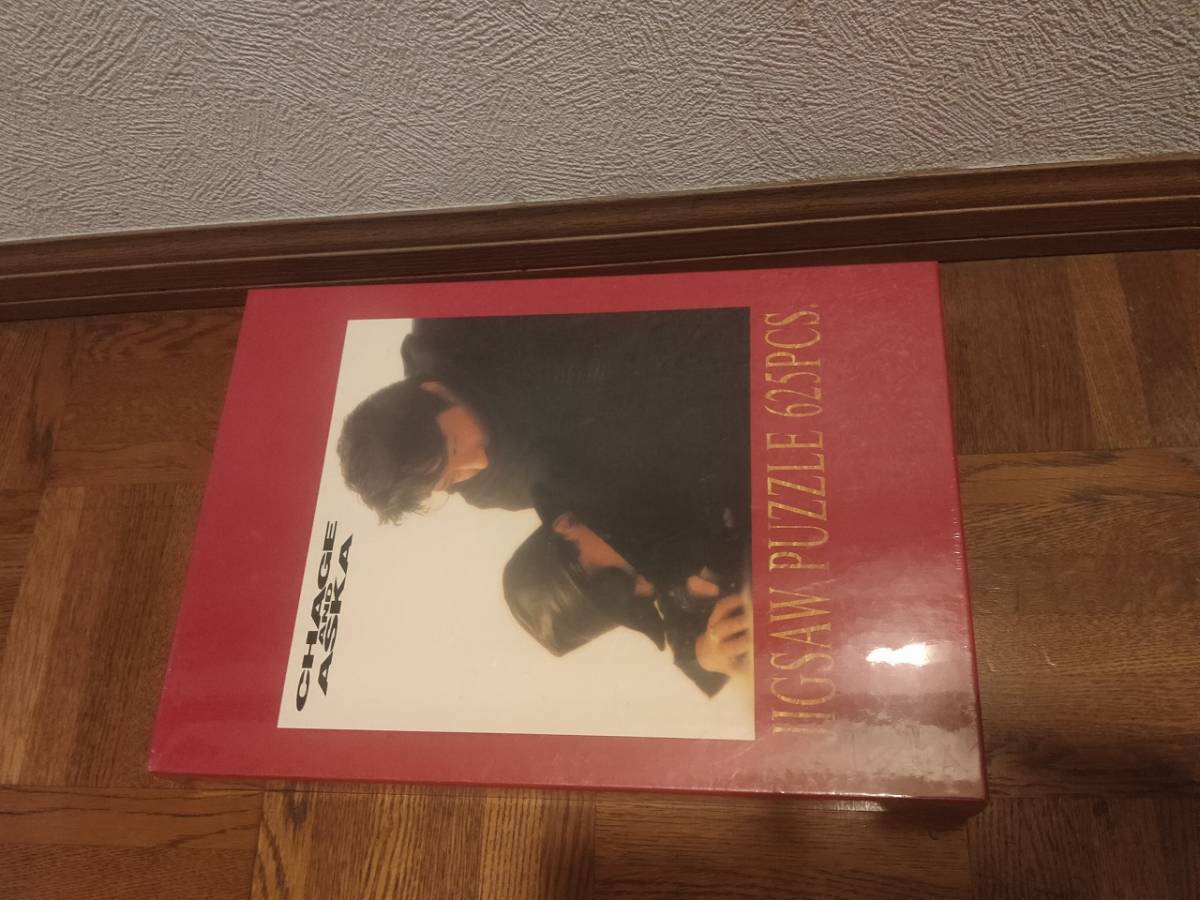 CHAGE
AND
ASKA
JIGSAW PUZZLE 625PCS.